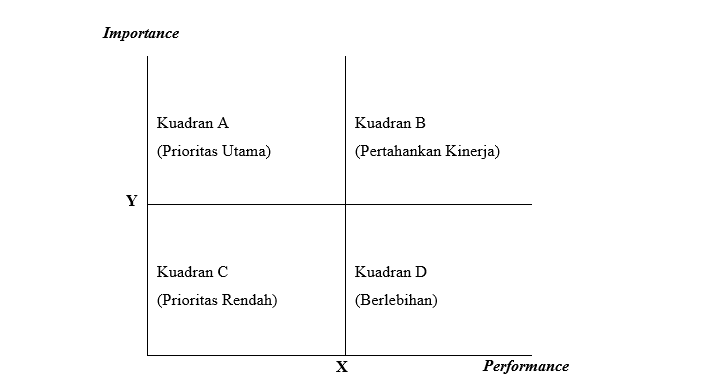 Importance
Kuadran A
(Prioritas Utama)
Kuadran B
(Pertahankan Kinerja)
Y
Kuadran C
(Prioritas Rendah)
Kuadran D
(Berlebihan)
X
Performance